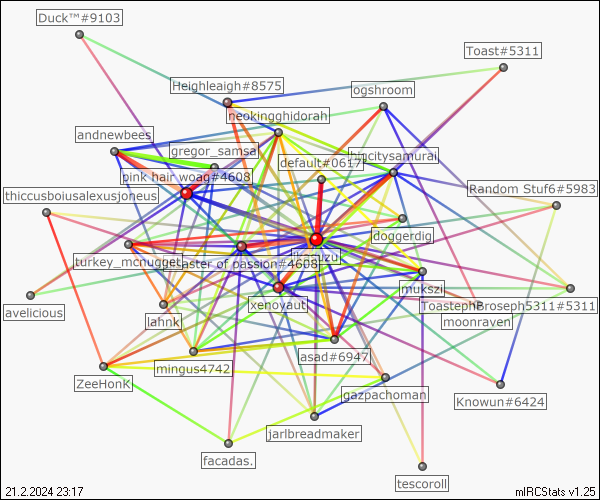 Duck™#9103
Toast#5311
Heighleaigh#8575
ogshroom
neokingghidorah
andnewbees
gregor_samsa
default#0617
bigcitysamurai
pink hair woag#4608
thiccusboiusalexusjoneus
Random Stuf6#5983
doggerdig
turkey_mcnugget
master of passion#4608
mukszi
xenovaut
ToastephBroseph5311#5311
avelicious
lahnk
moonraven
asad#6947
mingus4742
ZeeHonk
gazpachoman
Knowun#6424
jarlbreadmaker
facadas.
tescoroll
21.2.2024 23:17
mIRCStats v1.25